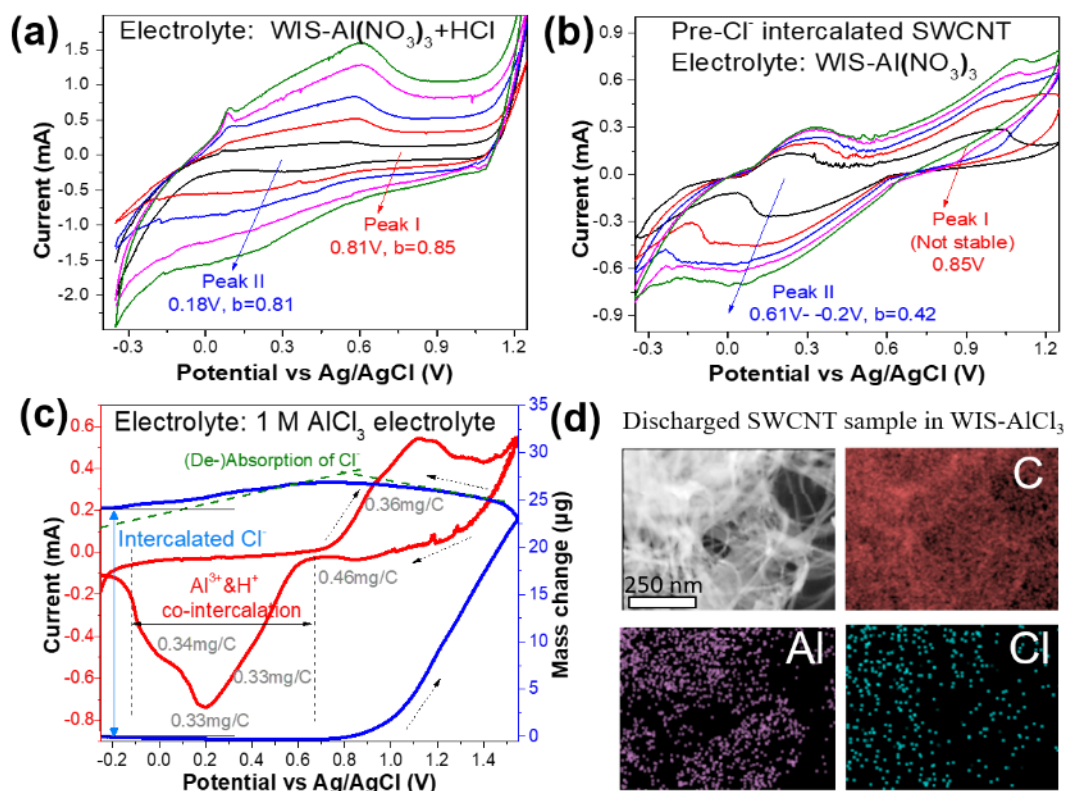 (a)
Electrolyte: WIS-Al(NO₃)₃+HCl
1.5
1.0
0.5
0.0
-0.5
-1.0
-1.5
-2.0
Current (mA)
Peak I
0.81V, b=0.85
Peak II
0.18V, b=0.81
-0.3 0.0 0.3 0.6 0.9 1.2
Potential vs Ag/AgCl (V)
(b)
Pre-Cl⁻ intercalated SWCNT
Electrolyte: WIS-Al(NO₃)₃
0.9
0.6
0.3
0.0
-0.3
-0.6
-0.9
Current (mA)
Peak I
(Not stable)
0.85V
Peak II
0.61V- -0.2V, b=0.42
-0.3 0.0 0.3 0.6 0.9 1.2
Potential vs Ag/AgCl (V)
(c)
Electrolyte: 1 M AlCl₃ electrolyte
0.6
0.4
0.2
0.0
-0.2
-0.4
-0.6
-0.8
Current (mA)
(De-)Absorption of Cl⁻
0.36mg/C
Intercalated Cl⁻
0.46mg/C
Al³⁺&H⁺
co-intercalation
0.34mg/C
0.33mg/C
0.33mg/C
35
30
25
20
15
10
5
0
Mass change (µg)
-0.2 0.0 0.2 0.4 0.6 0.8 1.0 1.2 1.4
Potential vs Ag/AgCl (V)
(d)
Discharged SWCNT sample in WIS-AlCl₃
250 nm
C
Al
Cl